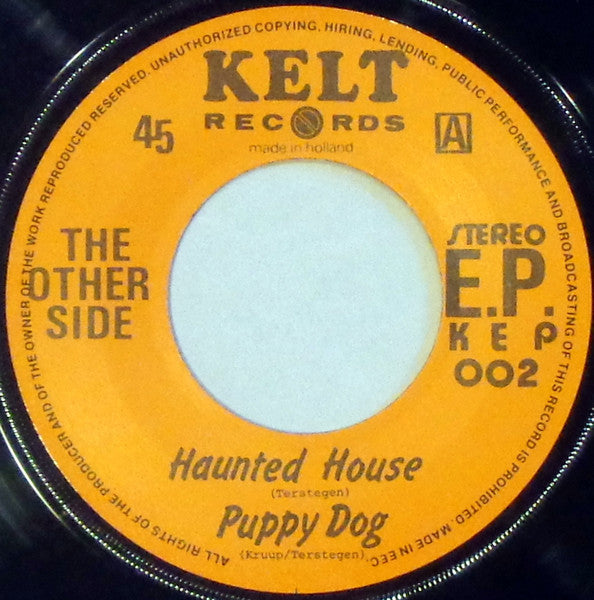 ALL RIGHTS OF THE PRODUCER AND OF THE OWNER OF THE WORK REPRODUCED RESERVED. UNAUTHORIZED COPYING, HIRING, LENDING, PUBLIC PERFORMANCE AND BROADCASTING OF THIS RECORD IS PROHIBITED. MADE IN EEC.
KELT
RECORDS
made in holland
45
A
THE
OTHER
SIDE
STEREO
E.P.
KEP
002
Haunted House
(Terstegen)
Puppy Dog
(Kruup/Terstegen)